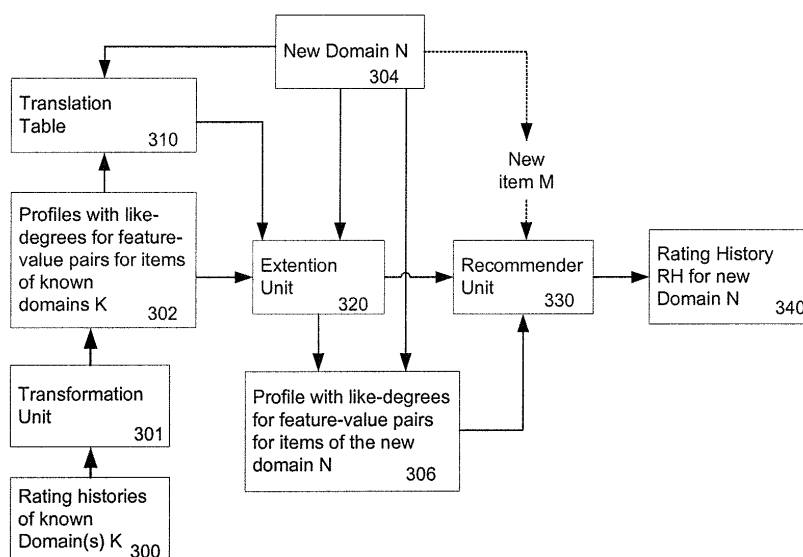 New Domain N
304
Translation
Table
310
New
item M
Profiles with like-
degrees for feature-
value pairs for items
of known
domains K
302
Extention
Unit
320
Recommender
Unit
330
Rating History
RH for new
Domain N
340
Transformation
Unit
301
Profile with like-degrees
for feature-value pairs
for items of the new
domain N
306
Rating histories
of known
Domain(s) K
300